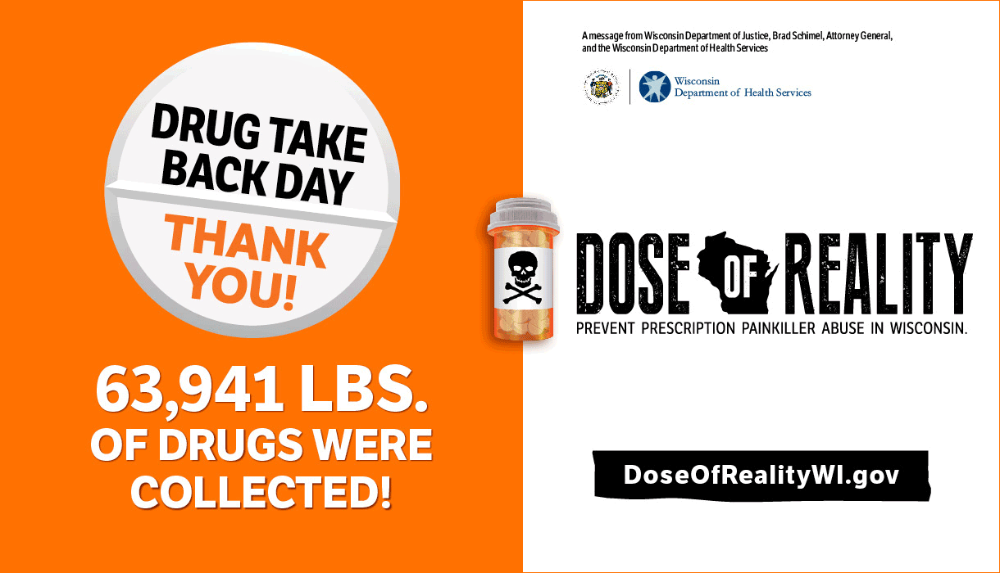 DRUG TAKE
BACK DAY
THANK
YOU!
63,941 LBS.
OF DRUGS WERE
COLLECTED!
A message from Wisconsin Department of Justice, Brad Schimel, Attorney General,
and the Wisconsin Department of Health Services
Wisconsin
Department of Health Services
DOSE OF REALITY
PREVENT PRESCRIPTION PAINKILLER ABUSE IN WISCONSIN.
DoseOfRealityWI.gov